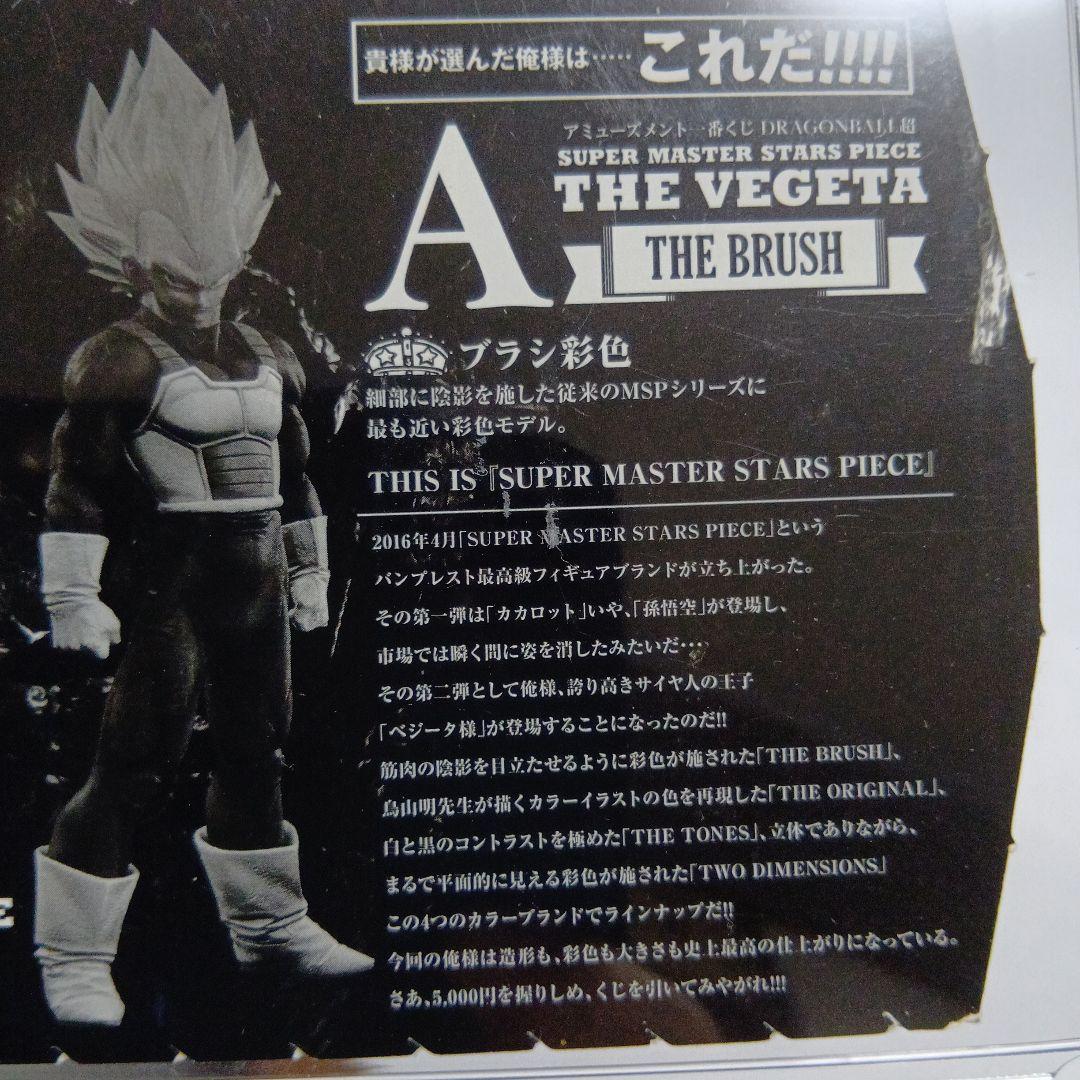 貴様が選んだ俺様は……これだ!!!!
アミューズメント一番くじ DRAGONBALL超
SUPER MASTER STARS PIECE
THE VEGETA
A
THE BRUSH
ブラシ彩色
細部に陰影を施した従来のMSPシリーズに
最も近い彩色モデル。
THIS IS『SUPER MASTER STARS PIECE』
2016年4月「SUPER MASTER STARS PIECE」という
バンプレスト最高級フィギュアブランドが立ち上がった。
その第一弾は「カカロット」いや、「孫悟空」が登場し、
市場では瞬く間に姿を消したみたいだ…
その第二弾として俺様、誇り高きサイヤ人の王子
「ベジータ様」が登場することになったのだ!!
筋肉の陰影を目立たせるように彩色が施された「THE BRUSH」、
鳥山明先生が描くカラーイラストの色を再現した「THE ORIGINAL」、
白と黒のコントラストを極めた「THE TONES」、立体でありながら、
まるで平面的に見える彩色が施された「TWO DIMENSIONS」
この4つのカラーブランドでラインナップだ!!
今回の俺様は造形も、彩色も大きさも史上最高の仕上がりになっている。
さあ、5,000円を握りしめ、くじを引いてみやがれ!!!
E